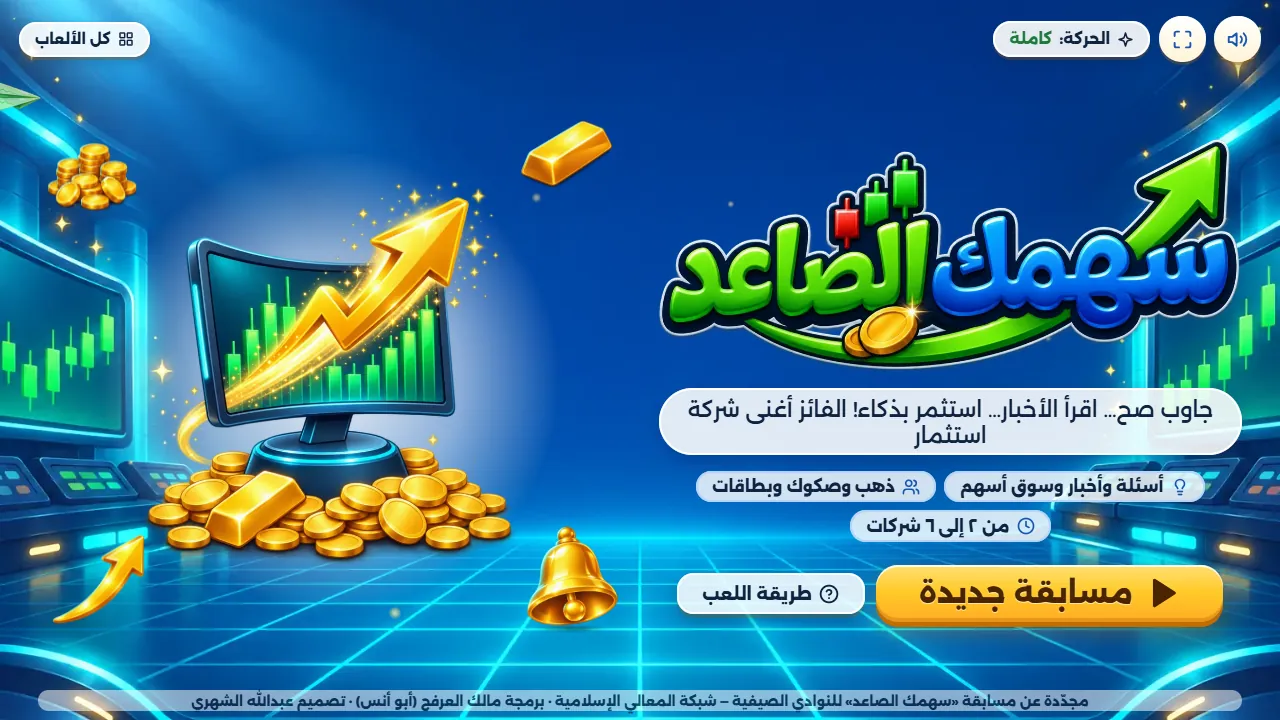 الحركة: كاملة
كل الألعاب
سهمك الصاعد
جاوب صح... اقرأ الأخبار... استثمر بذكاء! الفائز أغنى شركة
استثمار
أسئلة وأخبار وسوق أسهم
ذهب وصكوك وبطاقات
من ٢ إلى ٦ شركات
مسابقة جديدة
طريقة اللعب
مجدّدة عن مسابقة «سهمك الصاعد» للنوادي الصيفية – شبكة المعالي الإسلامية · برمجة مالك العرفج (أبو أنس) · تصميم عبدالله الشهري